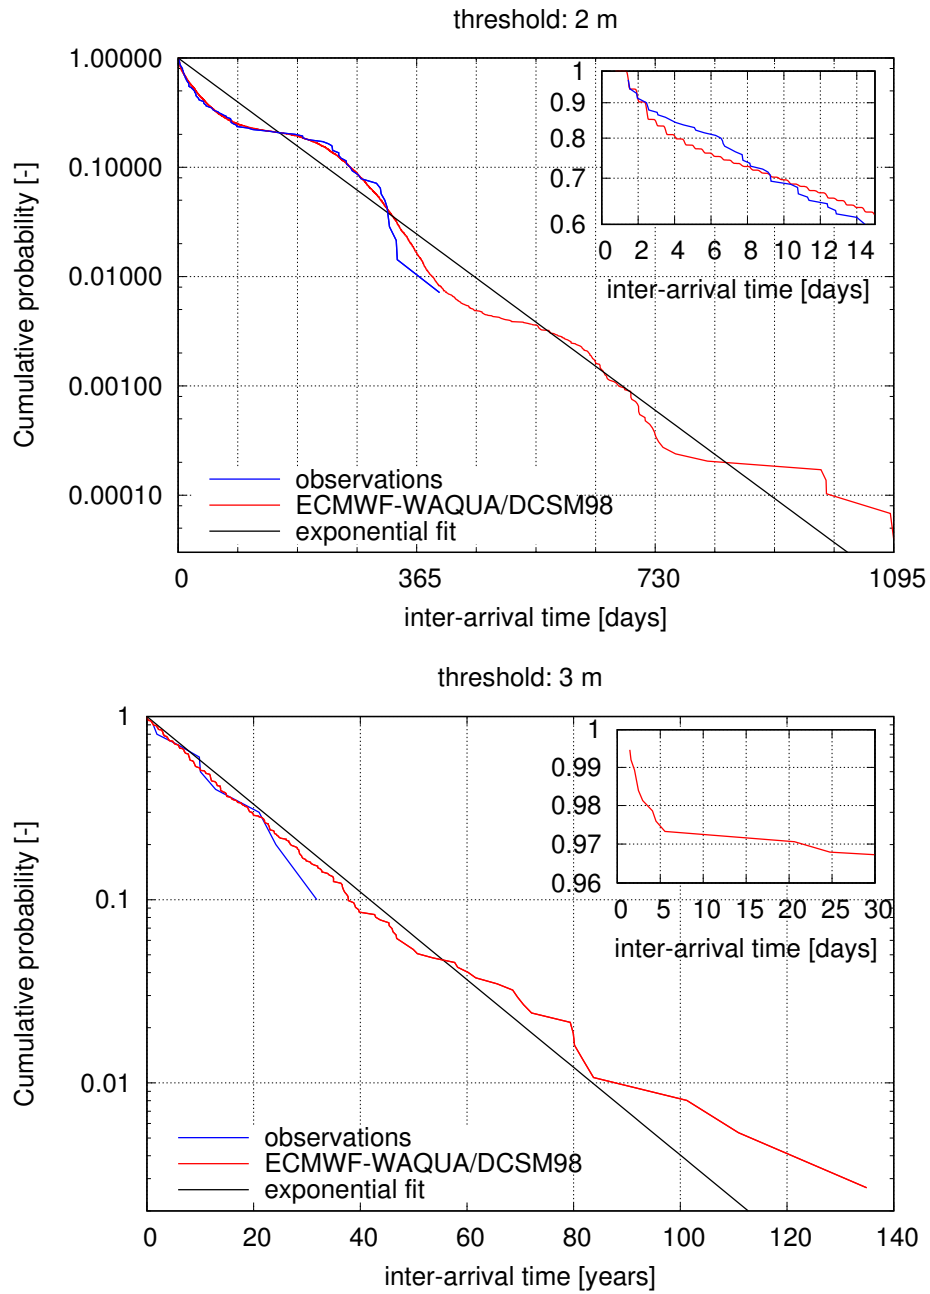 threshold: 2 m
Cumulative probability [-]
1.00000
0.10000
0.01000
0.00100
0.00010
1
0.9
0.8
0.7
0.6
0 2 4 6 8 10 12 14
inter-arrival time [days]
observations
ECMWF-WAQUA/DCSM98
exponential fit
0 365 730 1095
inter-arrival time [days]
threshold: 3 m
Cumulative probability [-]
1
0.1
0.01
1
0.99
0.98
0.97
0.96
0 5 10 15 20 25 30
inter-arrival time [days]
observations
ECMWF-WAQUA/DCSM98
exponential fit
0 20 40 60 80 100 120 140
inter-arrival time [years]